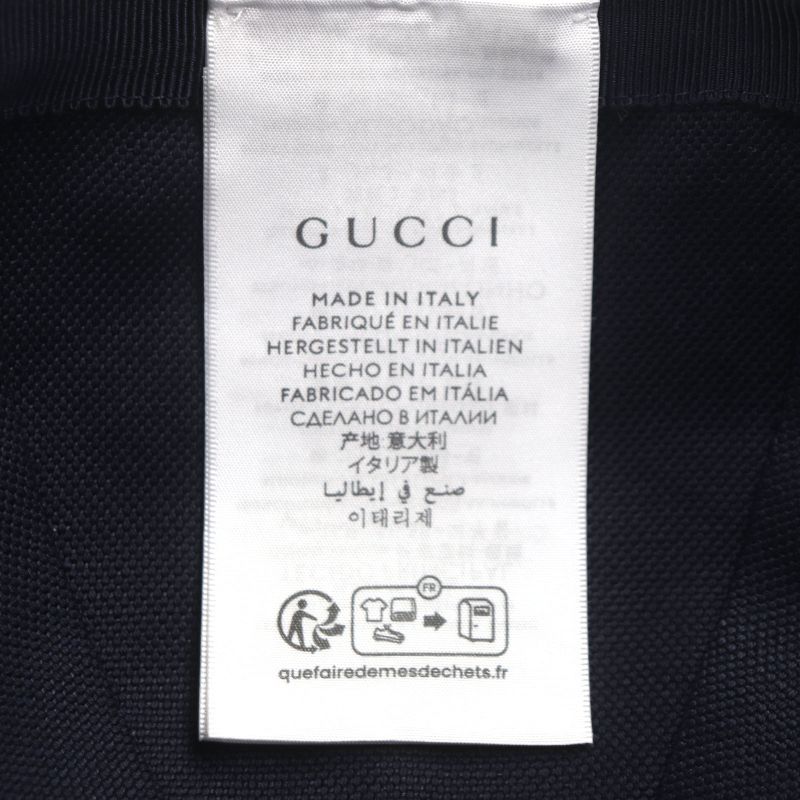 GUCCI
MADE IN ITALY
FABRIQUÉ EN ITALIE
HERGESTELLT IN ITALIEN
HECHO EN ITALIA
FABRICADO EM ITÁLIA
СДЕЛАНО В ИТАЛИИ
产地 意大利
イタリア製
صنع في إيطاليا
이태리제
FR
quefairedemesdechets.fr